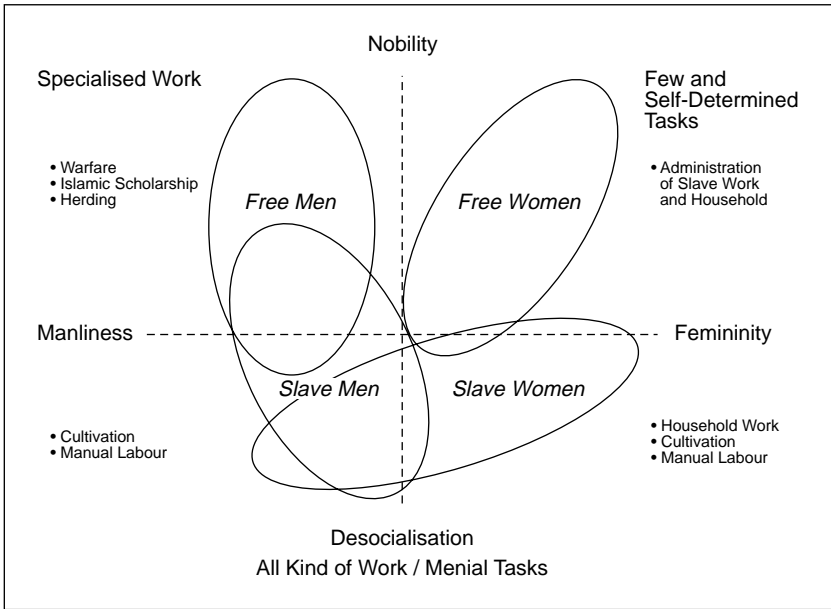 Nobility
Specialised Work
Few and
Self-Determined
Tasks
• Warfare
• Islamic Scholarship
• Herding
• Administration
of Slave Work
and Household
Free Men
Free Women
Manliness
Femininity
Slave Men
Slave Women
• Cultivation
• Manual Labour
• Household Work
• Cultivation
• Manual Labour
Desocialisation
All Kind of Work / Menial Tasks